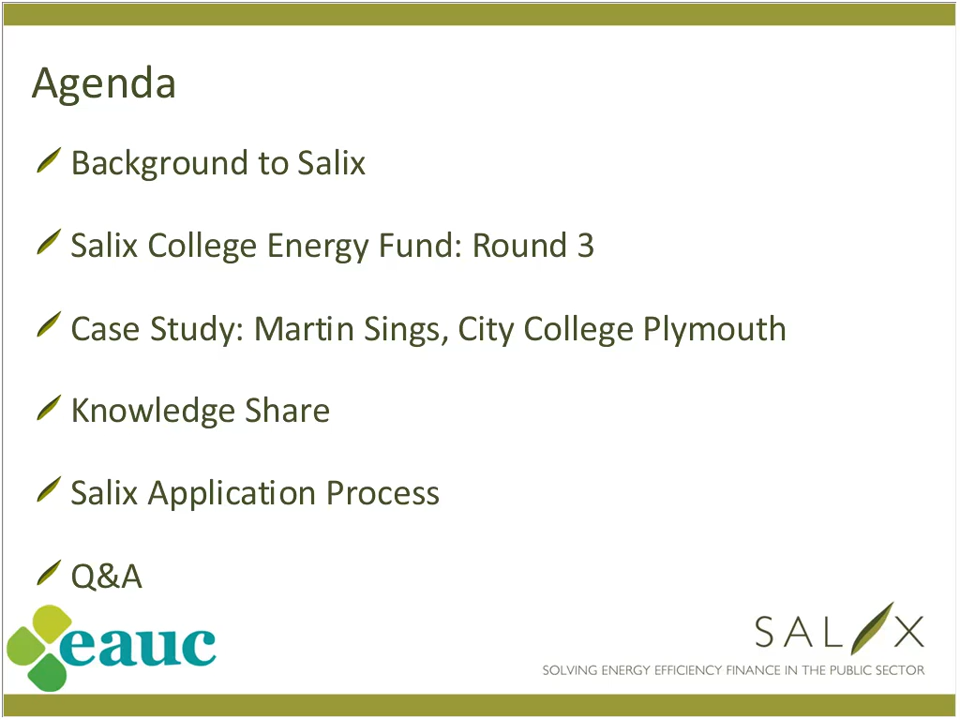 Agenda
Background to Salix
Salix College Energy Fund: Round 3
Case Study: Martin Sings, City College Plymouth
Knowledge Share
Salix Application Process
Q&A
eauc
SALIX
SOLVING ENERGY EFFICIENCY FINANCE IN THE PUBLIC SECTOR